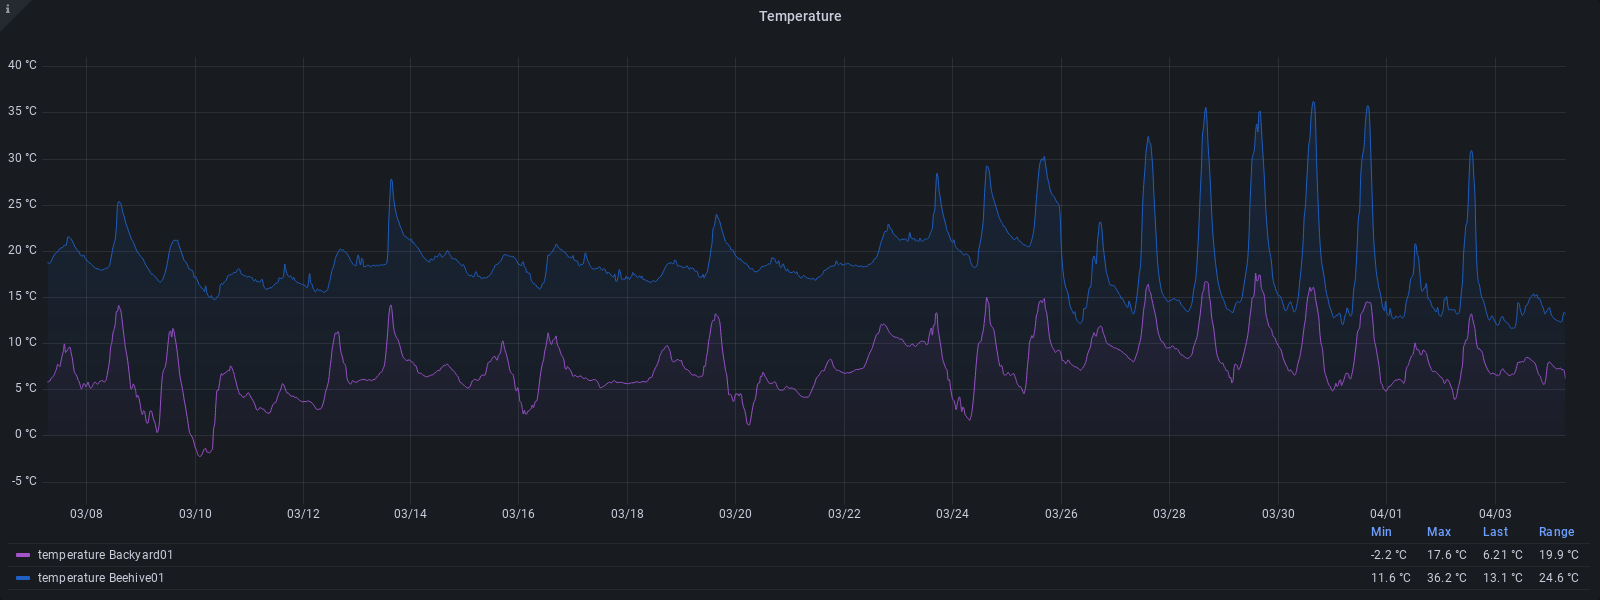 i
Temperature
40 °C
35 °C
30 °C
25 °C
20 °C
15 °C
10 °C
5 °C
0 °C
-5 °C
03/08 03/10 03/12 03/14 03/16 03/18 03/20 03/22 03/24 03/26 03/28 03/30 04/01 04/03
Min Max Last Range
temperature Backyard01 -2.2 °C 17.6 °C 6.21 °C 19.9 °C
temperature Beehive01 11.6 °C 36.2 °C 13.1 °C 24.6 °C